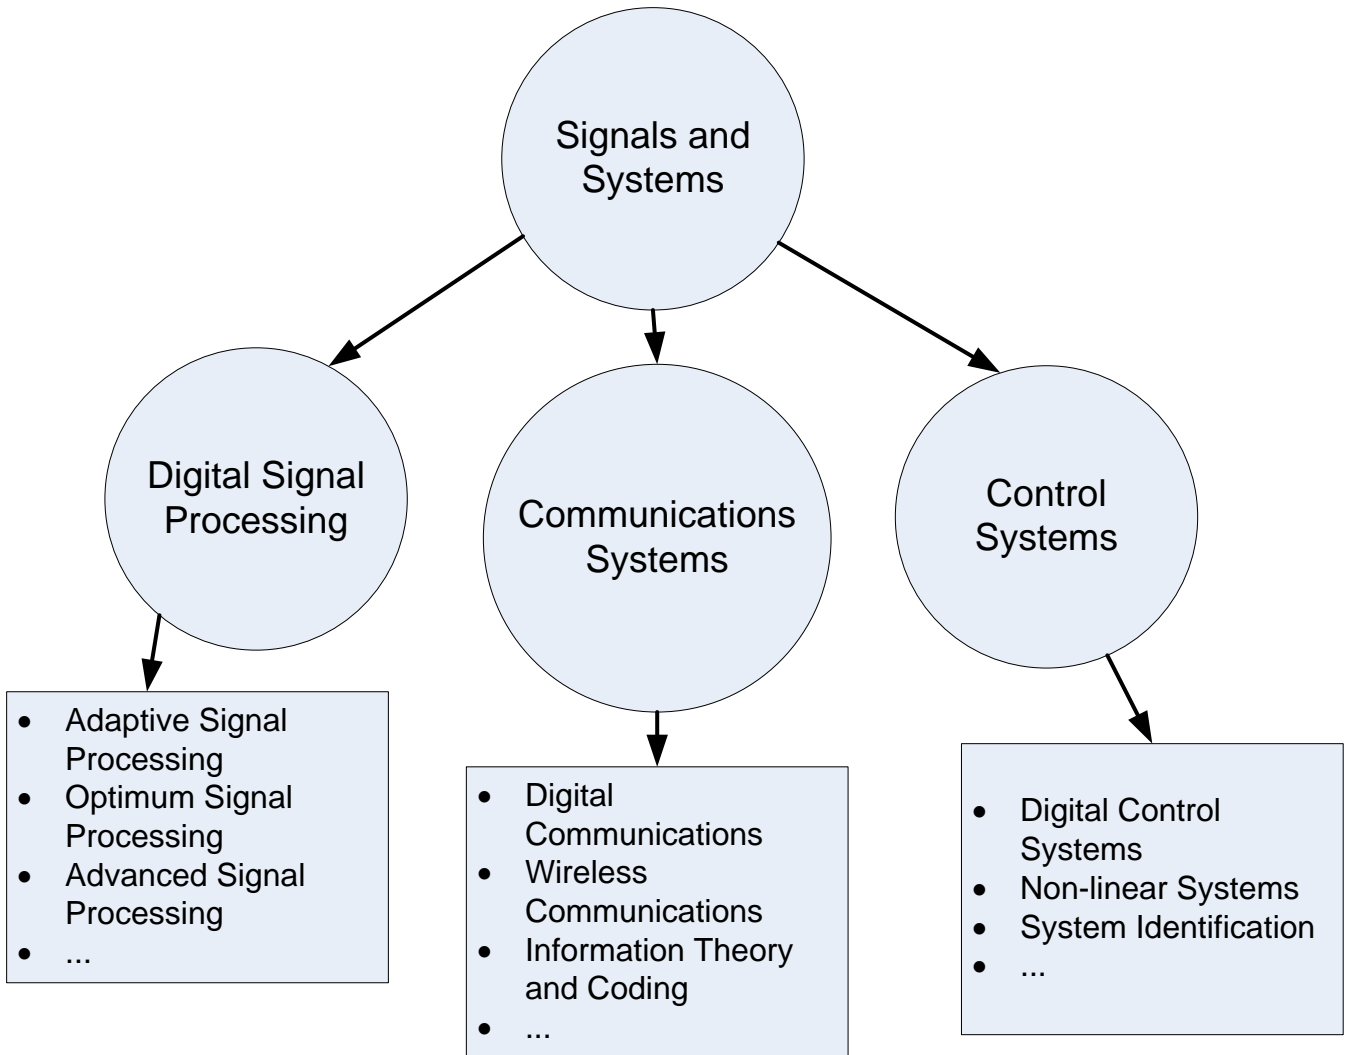 Signals and
Systems
Digital Signal
Processing
Communications
Systems
Control
Systems
• Adaptive Signal
Processing
• Optimum Signal
Processing
• Advanced Signal
Processing
• ...
• Digital
Communications
• Wireless
Communications
• Information Theory
and Coding
• ...
• Digital Control
Systems
• Non-linear Systems
• System Identification
• ...